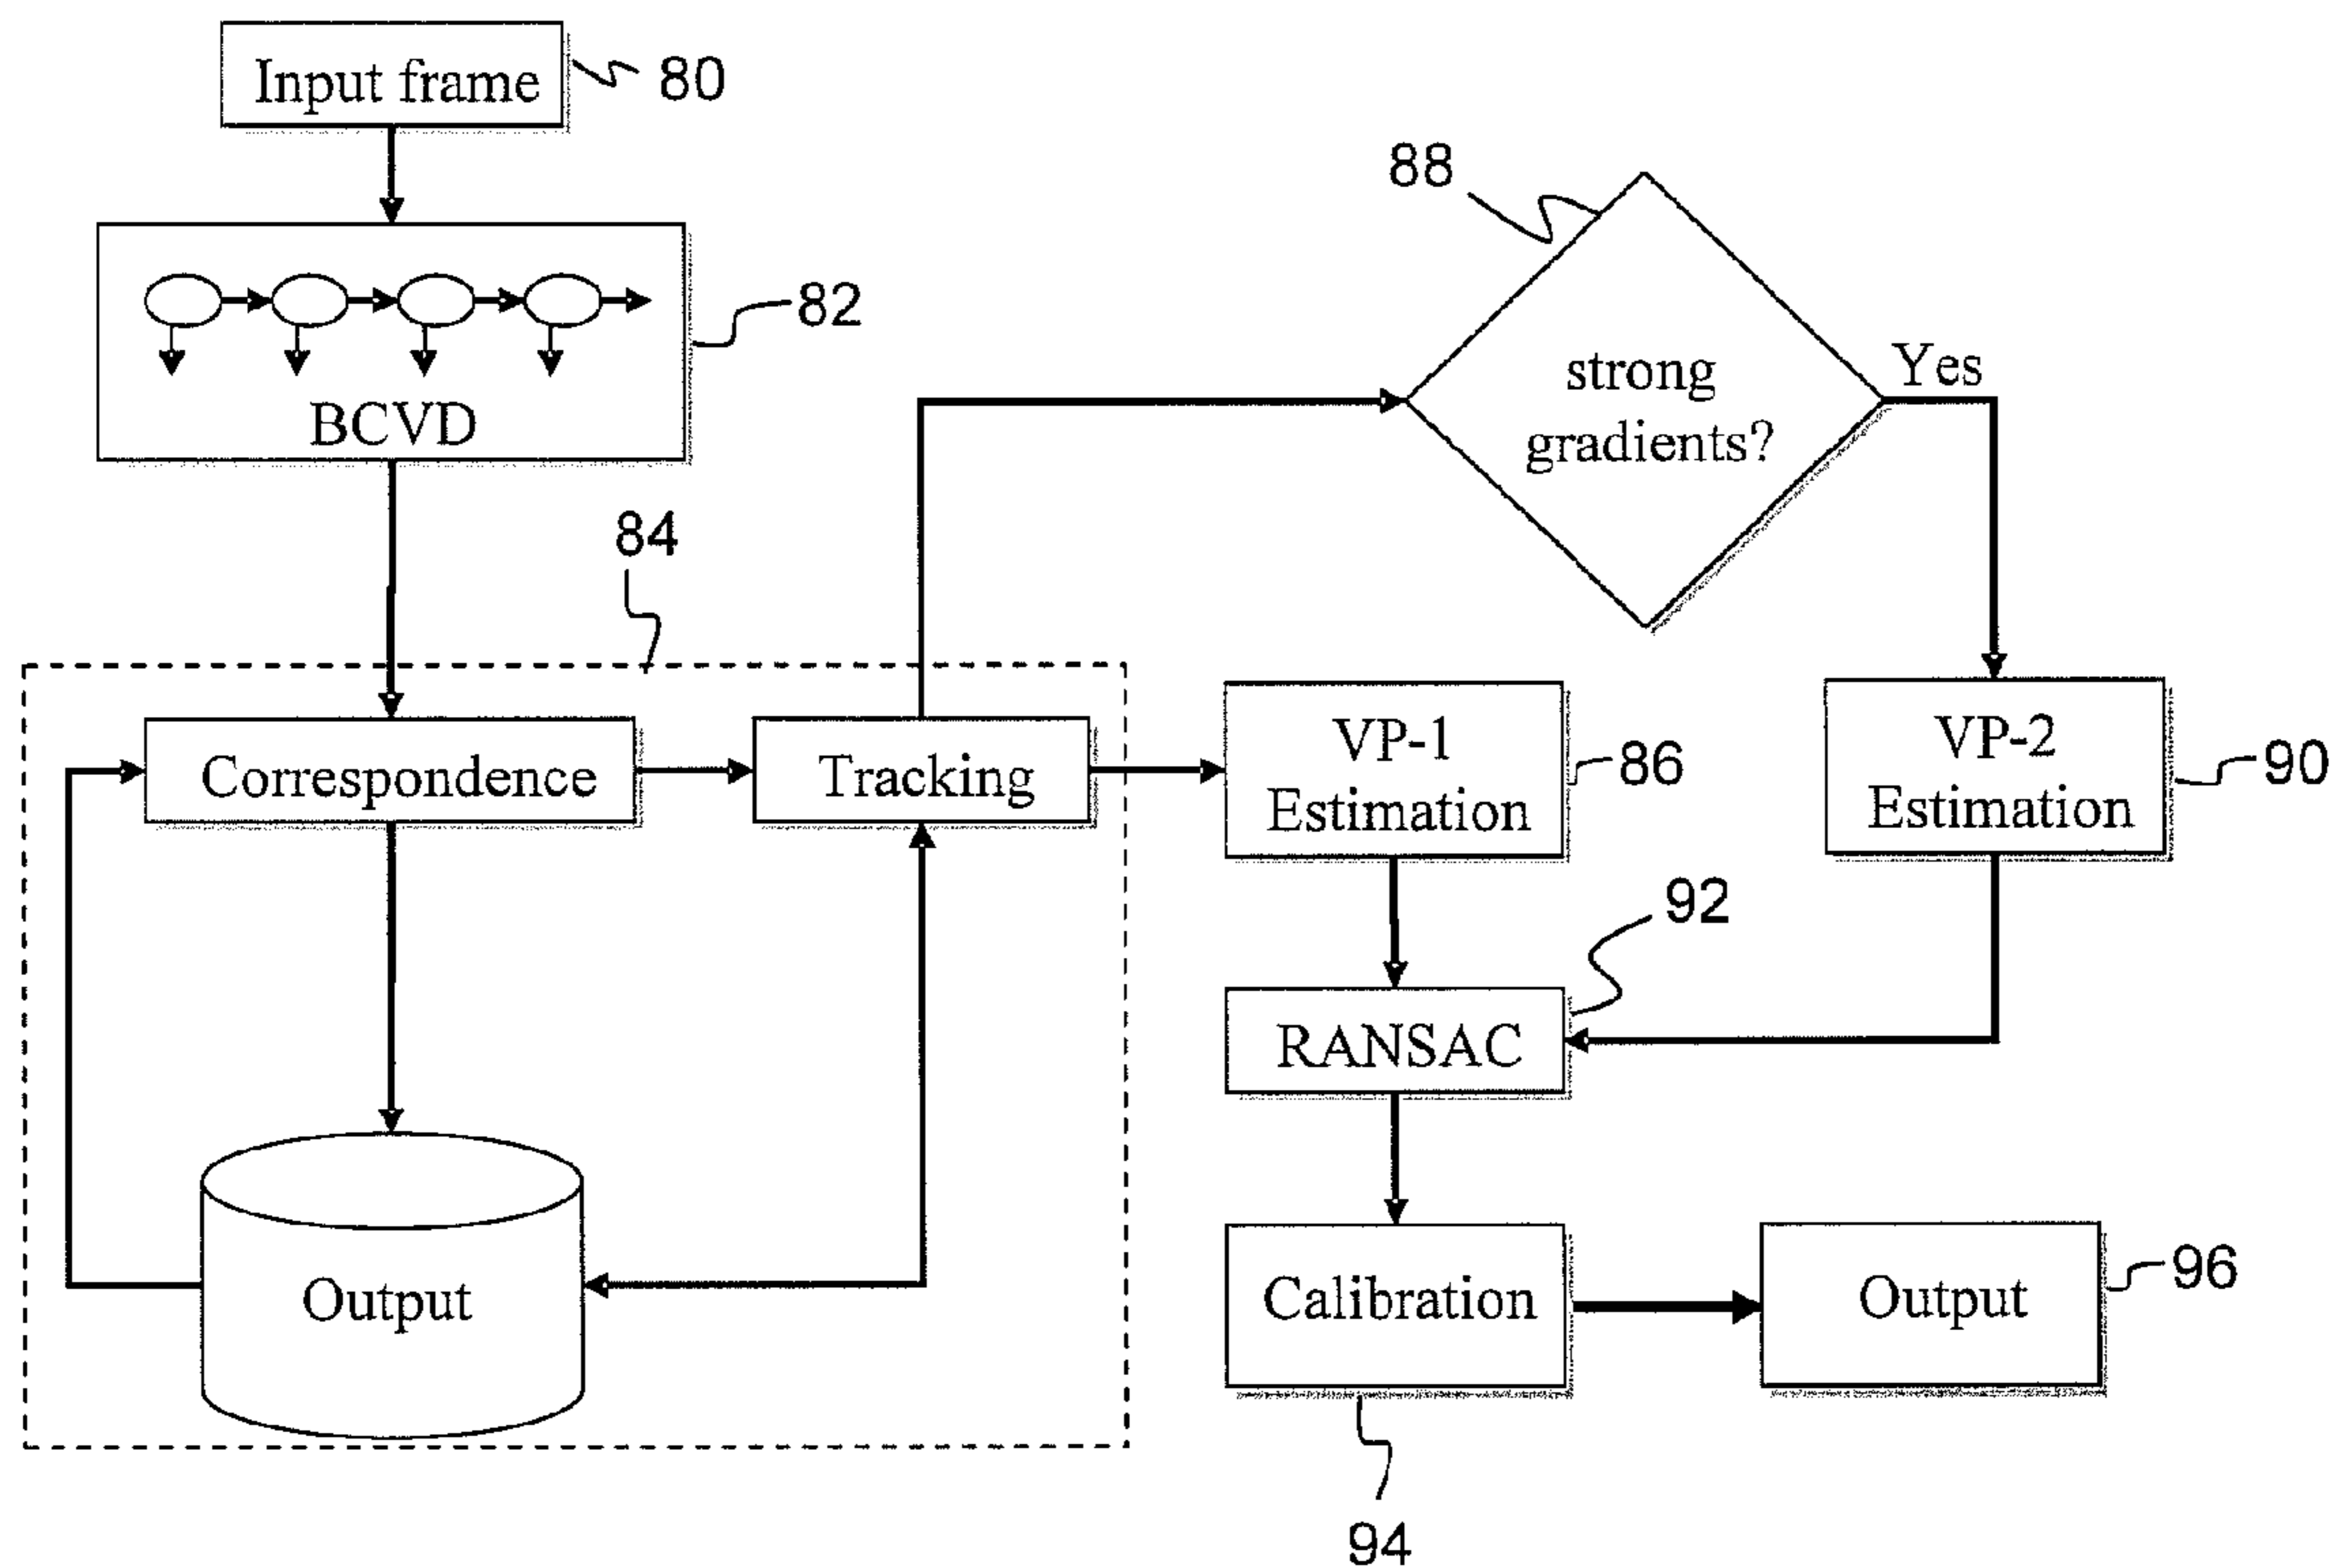 Input frame
80
BCVD
82
84
Correspondence
Tracking
Output
88
strong
gradients?
Yes
VP-1
Estimation
86
VP-2
Estimation
90
92
RANSAC
Calibration
94
Output
96